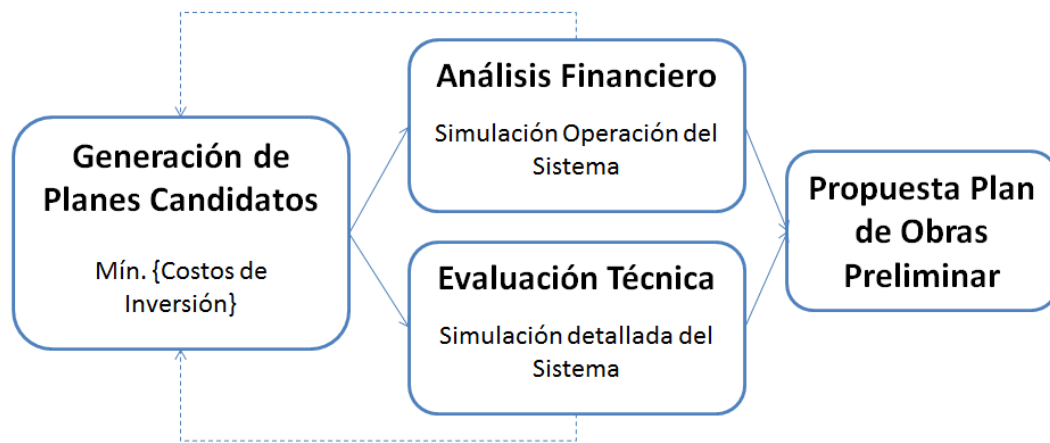 Generación de
Planes Candidatos
Mín. {Costos de
Inversión}
Análisis Financiero
Simulación Operación del
Sistema
Evaluación Técnica
Simulación detallada del
Sistema
Propuesta Plan
de Obras
Preliminar